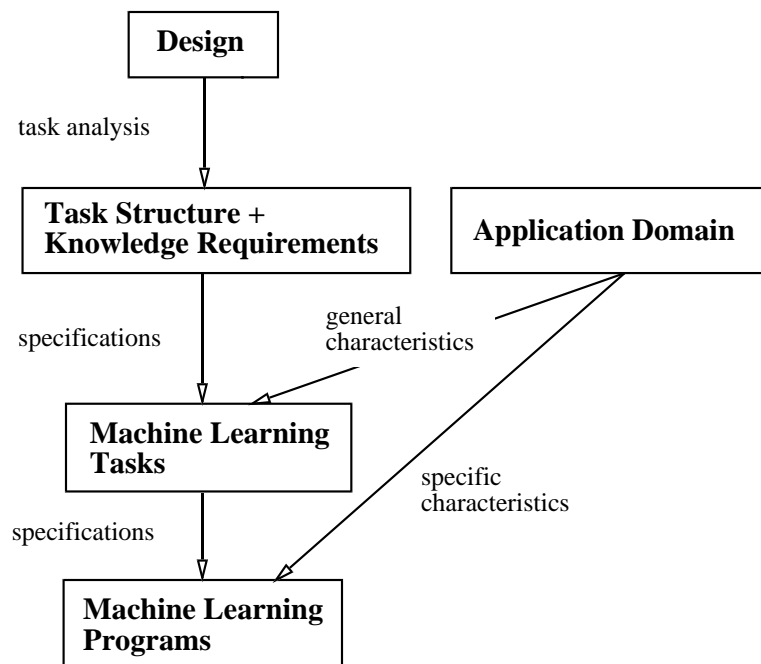 Design
task analysis
Task Structure +
Knowledge Requirements
Application Domain
specifications
general
characteristics
Machine Learning
Tasks
specific
characteristics
specifications
Machine Learning
Programs